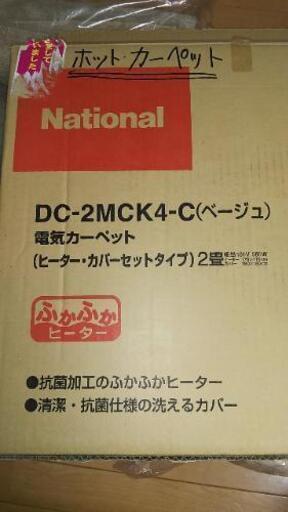 ホットカーペット
National
DC-2MCK4-C(ベージュ)
電気カーペット
(ヒーター・カバーセットタイプ)2畳
ふかふか
ヒーター
●抗菌加工のふかふかヒーター
●清潔・抗菌仕様の洗えるカバー